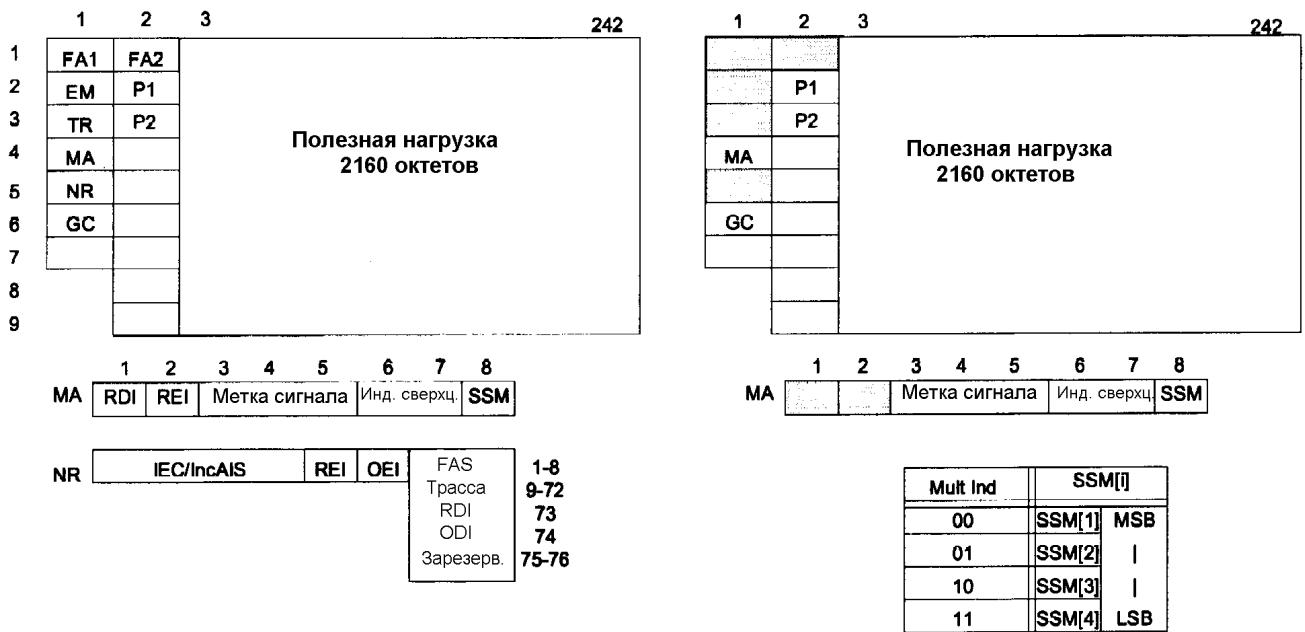 1 2 3 242
1 FA1 FA2
2 EM P1
3 TR P2
4 MA
5 NR
6 GC
7
8
9
Полезная нагрузка
2160 октетов
MA
1 2 3 4 5 6 7 8
RDI REI Метка сигнала Инд. сверхц. SSM
NR IEC/IncAIS REI OEI
FAS 1-8
Трасса 9-72
RDI 73
ODI 74
Зарезерв. 75-76
1 2 3 242
P1
P2
MA
GC
Полезная нагрузка
2160 октетов
1 2 3 4 5 6 7 8
MA Метка сигнала Инд. сверхц. SSM
Mult Ind SSM[i]
00 SSM[1] MSB
01 SSM[2] |
10 SSM[3] |
11 SSM[4] LSB